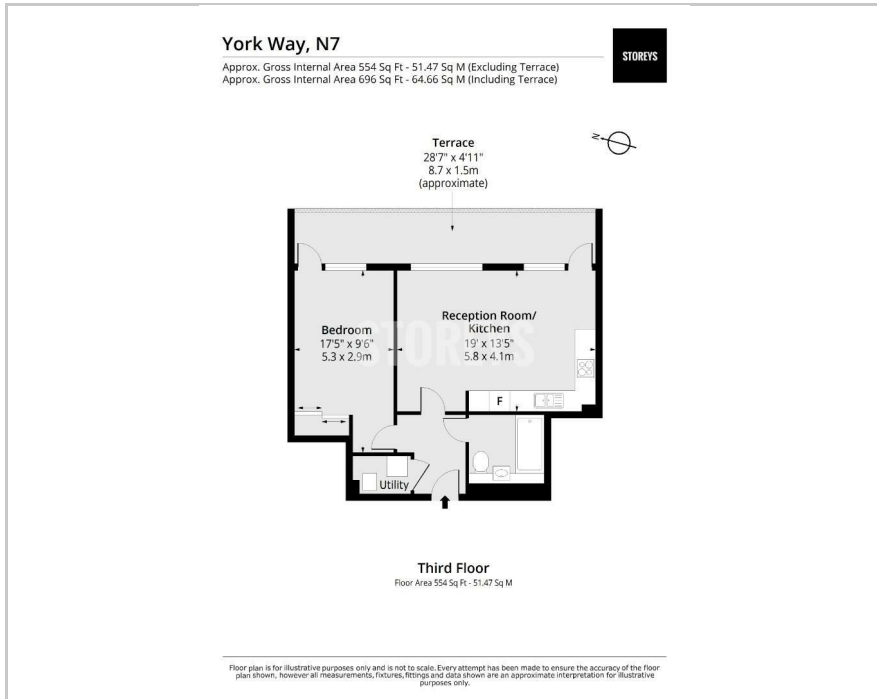 York Way, N7
Approx. Gross Internal Area 554 Sq Ft - 51.47 Sq M (Excluding Terrace)
Approx. Gross Internal Area 696 Sq Ft - 64.66 Sq M (Including Terrace)
STOREYS
N
Terrace
28'7" x 4'11"
8.7 x 1.5m
(approximate)
Bedroom
17'5" x 9'6"
5.3 x 2.9m
Reception Room/
Kitchen
19' x 13'5"
5.8 x 4.1m
STOREYS
F
Utility
Third Floor
Floor Area 554 Sq Ft - 51.47 Sq M
Floor plan is for illustrative purposes only and is not to scale. Every attempt has been made to ensure the accuracy of the floor
plan shown, however all measurements, fixtures, fittings and data shown are an approximate interpretation for illustrative
purposes only.